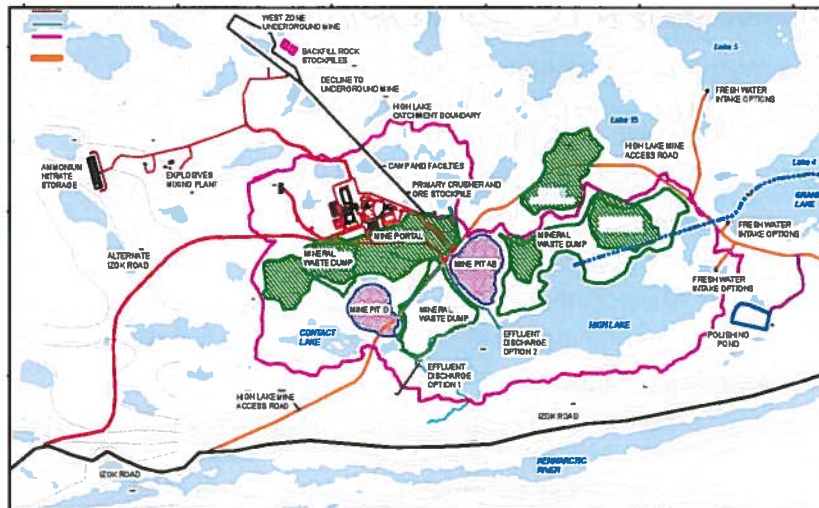 WEST ZONE
UNDERGROUND MINE
BACKFILL ROCK
STOCKPILES
DECLINE TO
UNDERGROUND MINE
Lake 5
FRESH WATER
INTAKE OPTIONS
HIGH LAKE
CATCHMENT BOUNDARY
Lake 15
HIGH LAKE MINE
ACCESS ROAD
AMMONIUM
NITRATE
STORAGE
EXPLOSIVES
MIXING PLANT
CAMP AND FACILITIES
PRIMARY CRUSHER AND
ORE STOCKPILE
Lake 4
LAKE
FRESH WATER
INTAKE OPTIONS
MINE PORTAL
MINERAL
WASTE DUMP
ALTERNATE
IZOK ROAD
MINERAL
WASTE DUMP
MINE PIT AB
FRESH WATER
INTAKE OPTIONS
MINE PIT D
MINERAL
WASTE DUMP
HIGH LAKE
CONTACT
LAKE
EFFLUENT
DISCHARGE
OPTION 2
POLISHING
POND
EFFLUENT
DISCHARGE
OPTION 1
HIGH LAKE MINE
ACCESS ROAD
IZOK ROAD
IZOK ROAD
KENNARCTIC
RIVER